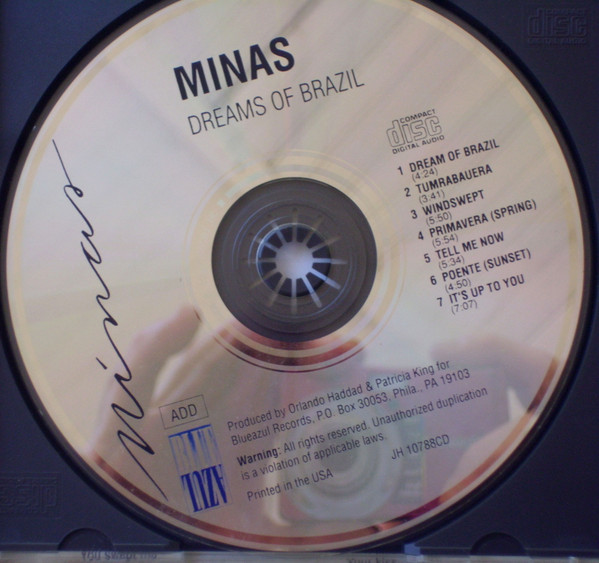 MINAS
DREAMS OF BRAZIL
COMPACT
disc
DIGITAL AUDIO
1 DREAM OF BRAZIL
(4:24)
2 TUMRABAUERA
(3:41)
3 WINDSWEPT
(5:50)
4 PRIMAVERA (SPRING)
(5:54)
5 TELL ME NOW
(5:34)
6 POENTE (SUNSET)
(4:50)
7 IT'S UP TO YOU
(7:07)
Minas
ADD
BLUE
AZUL
Produced by Orlando Haddad & Patricia King for
Blueazul Records, P.O. Box 30053. Phila., PA 19103
Warning: All rights reserved. Unauthorized duplication
is a violation of applicable laws.
JH 10788CD
Printed in the USA
COMPACT
disc